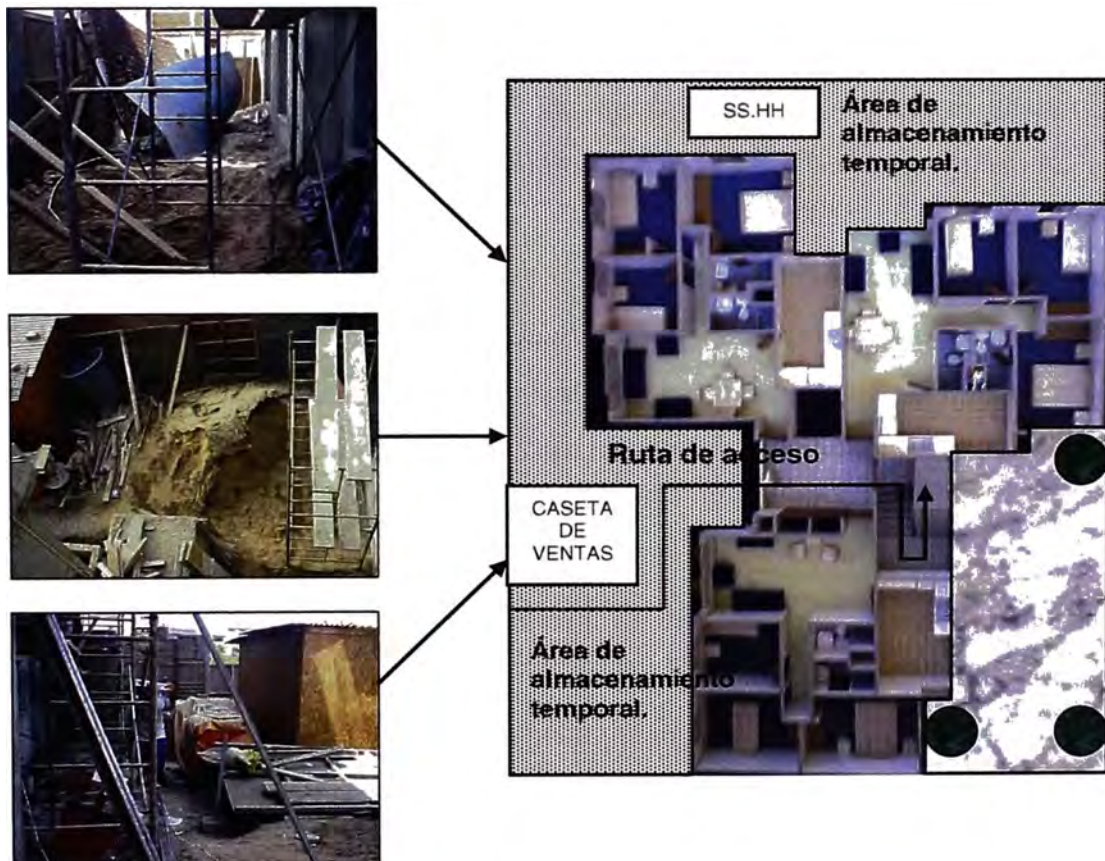 SS.HH
Área de
almacenamiento
temporal.
Ruta de acceso
CASETA
DE
VENTAS
Área de
almacenamiento
temporal.